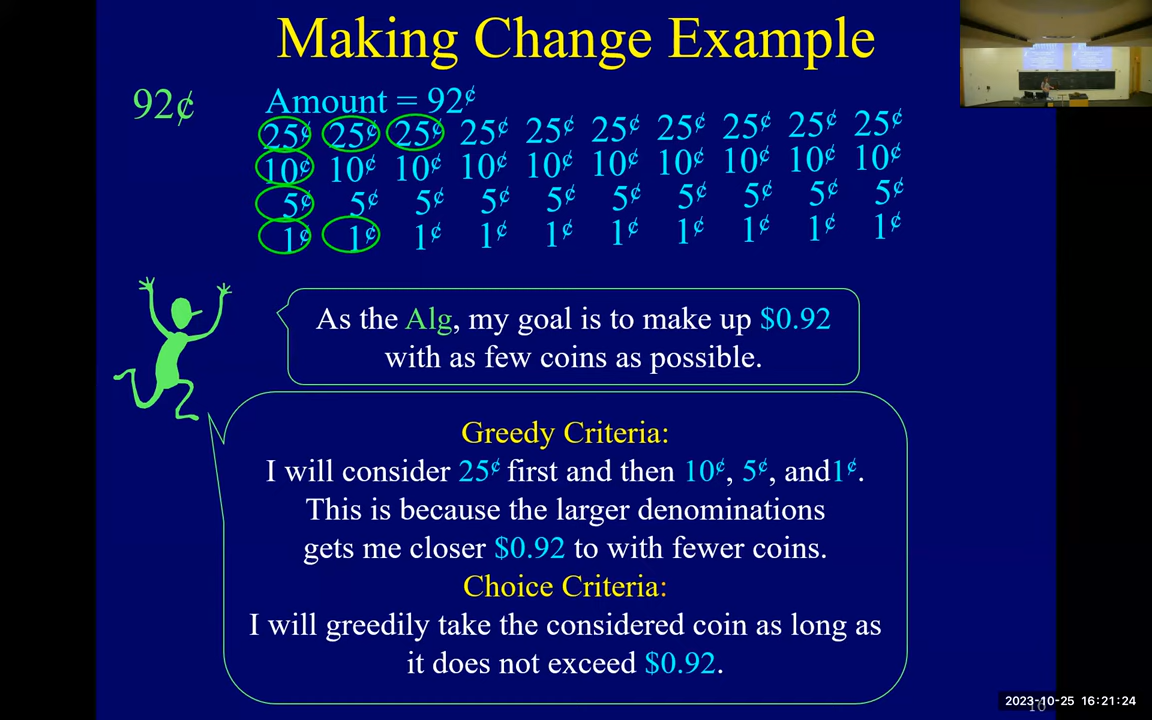 Making Change Example
92¢
Amount = 92¢
25¢ 25¢ 25¢ 25¢ 25¢ 25¢ 25¢ 25¢ 25¢ 25¢
10¢ 10¢ 10¢ 10¢ 10¢ 10¢ 10¢ 10¢ 10¢ 10¢
5¢ 5¢ 5¢ 5¢ 5¢ 5¢ 5¢ 5¢ 5¢ 5¢
1¢ 1¢ 1¢ 1¢ 1¢ 1¢ 1¢ 1¢ 1¢ 1¢
As the Alg, my goal is to make up $0.92
with as few coins as possible.
Greedy Criteria:
I will consider 25¢ first and then 10¢, 5¢, and1¢.
This is because the larger denominations
gets me closer $0.92 to with fewer coins.
Choice Criteria:
I will greedily take the considered coin as long as
it does not exceed $0.92.
2023-10-25 16:21:24